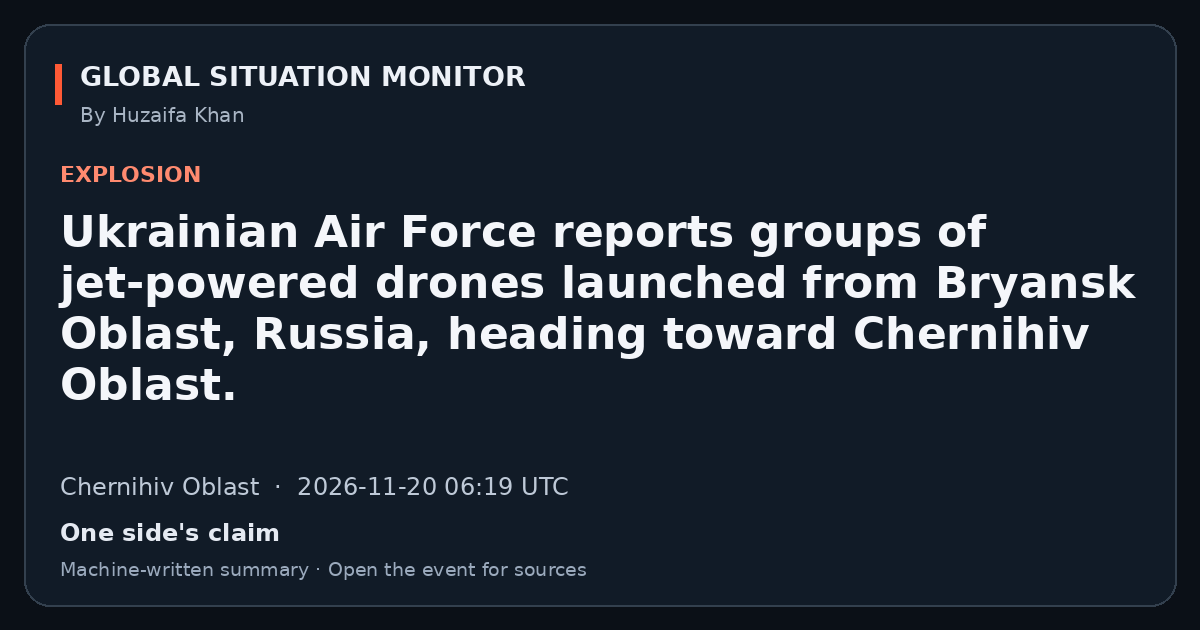 GLOBAL SITUATION MONITOR
By Huzaifa Khan
EXPLOSION
Ukrainian Air Force reports groups of
jet-powered drones launched from Bryansk
Oblast, Russia, heading toward Chernihiv
Oblast.
Chernihiv Oblast · 2026-11-20 06:19 UTC
One side's claim
Machine-written summary · Open the event for sources